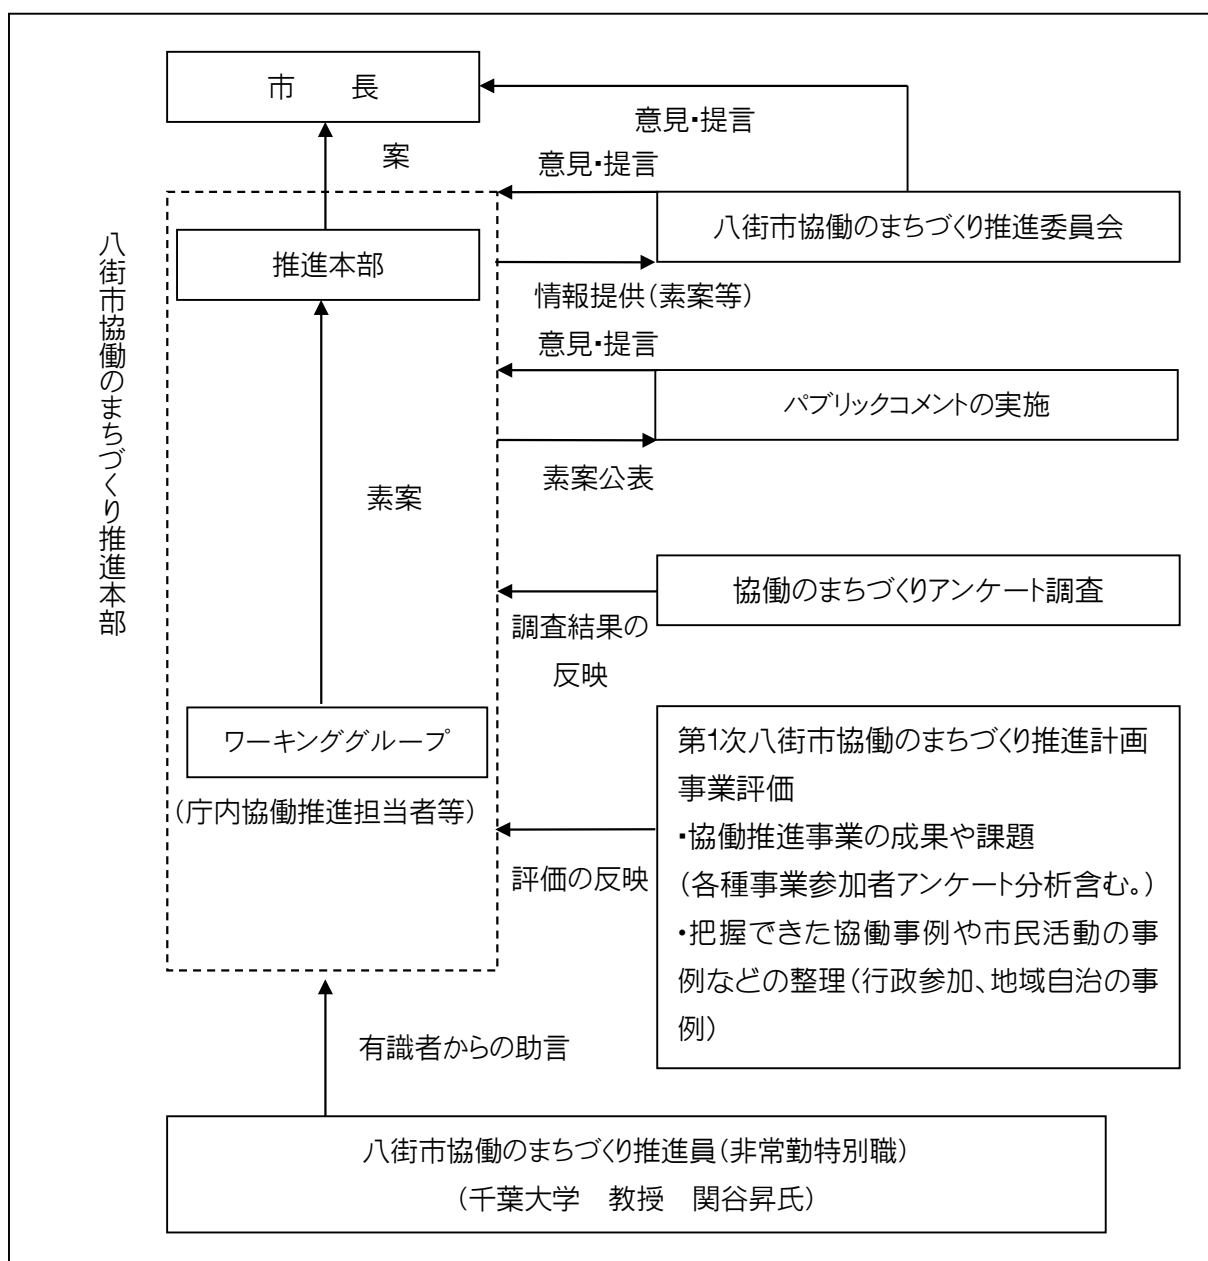 市　　長
意見・提言
案
意見・提言
八街市協働のまちづくり推進委員会
八街市協働のまちづくり推進本部
推進本部
情報提供（素案等）
意見・提言
パブリックコメントの実施
素案公表
素案
協働のまちづくりアンケート調査
調査結果の
反映
ワーキンググループ
（庁内協働推進担当者等）
第1次八街市協働のまちづくり推進計画
事業評価
・協働推進事業の成果や課題
（各種事業参加者アンケート分析含む。）
・把握できた協働事例や市民活動の事
例などの整理（行政参加、地域自治の事
例）
評価の反映
有識者からの助言
八街市協働のまちづくり推進員（非常勤特別職）
（千葉大学　教授　関谷昇氏）